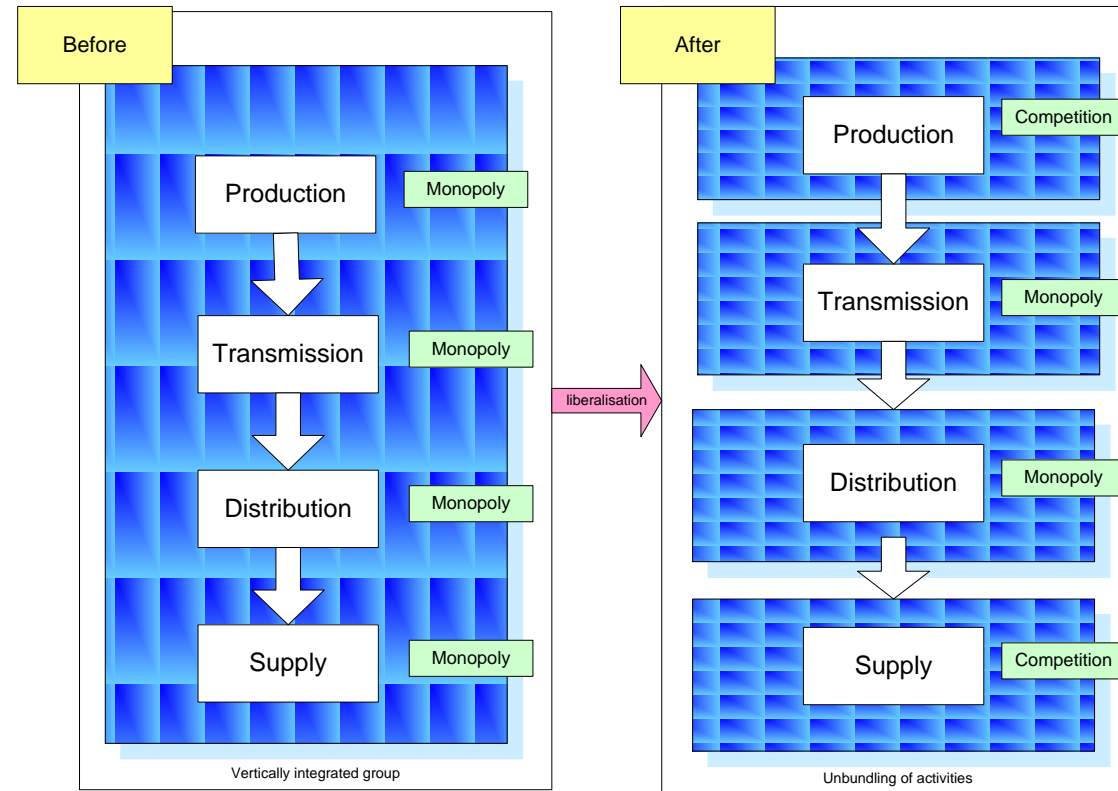 Before
Production
Monopoly
Transmission
Monopoly
Distribution
Monopoly
Supply
Monopoly
Vertically integrated group
liberalisation
After
Production
Competition
Transmission
Monopoly
Distribution
Monopoly
Supply
Competition
Unbundling of activities